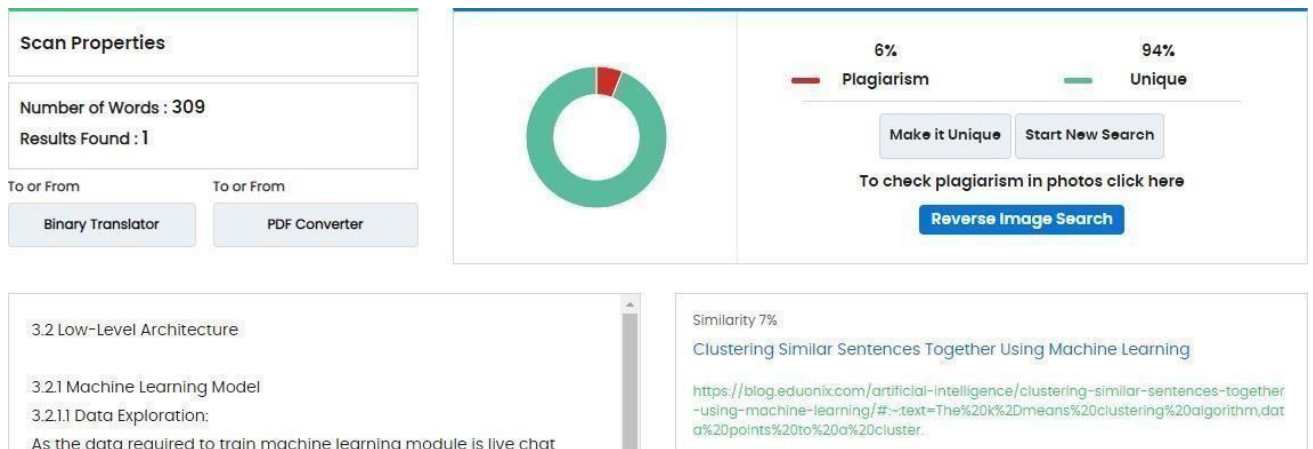 Scan Properties
Number of Words : 309
Results Found : 1
To or From
To or From
Binary Translator
PDF Converter
6%
Plagiarism
94%
Unique
Make it Unique
Start New Search
To check plagiarism in photos click here
Reverse Image Search
3.2 Low-Level Architecture
3.2.1 Machine Learning Model
3.2.1.1 Data Exploration:
As the data required to train machine learning module is live chat
Similarity 7%
Clustering Similar Sentences Together Using Machine Learning
https://blog.eduonix.com/artificial-intelligence/clustering-similar-sentences-together
-using-machine-learning/#:~:text=The%20k%2Dmeans%20clustering%20algorithm,dat
a%20points%20to%20a%20cluster.